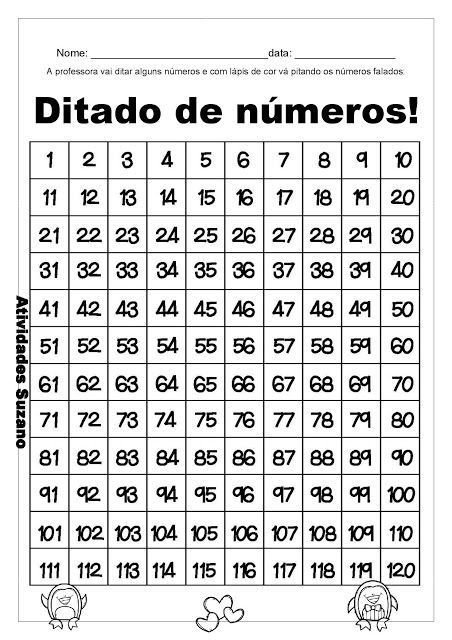 Nome: ______________________________data: _________________
A professora vai ditar alguns números e com lápis de cor vá pitando os números falados.
Ditado de números!
1 2 3 4 5 6 7 8 9 10
11 12 13 14 15 16 17 18 19 20
21 22 23 24 25 26 27 28 29 30
31 32 33 34 35 36 37 38 39 40
41 42 43 44 45 46 47 48 49 50
51 52 53 54 55 56 57 58 59 60
61 62 63 64 65 66 67 68 69 70
71 72 73 74 75 76 77 78 79 80
81 82 83 84 85 86 87 88 89 90
91 92 93 94 95 96 97 98 99 100
101 102 103 104 105 106 107 108 109 110
111 112 113 114 115 116 117 118 119 120
Atividades Suzano